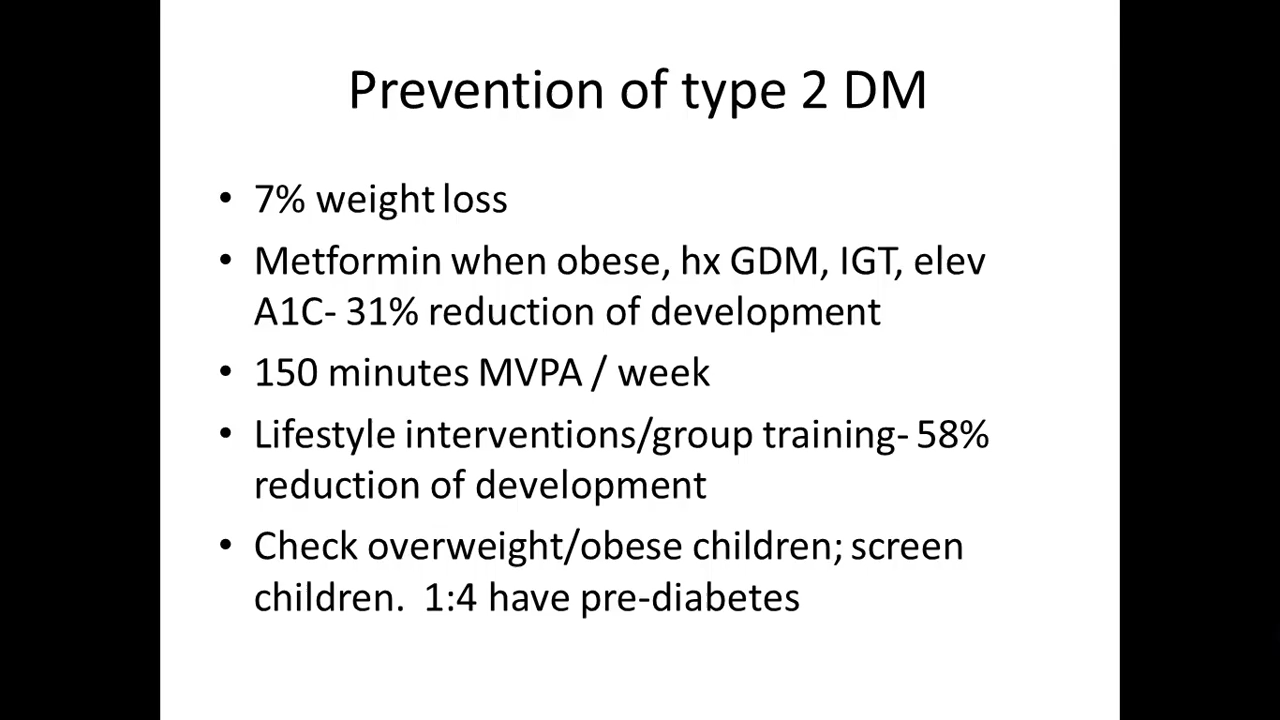 Prevention of type 2 DM
• 7% weight loss
• Metformin when obese, hx GDM, IGT, elev
A1C- 31% reduction of development
• 150 minutes MVPA / week
• Lifestyle interventions/group training- 58%
reduction of development
• Check overweight/obese children; screen
children.  1:4 have pre-diabetes